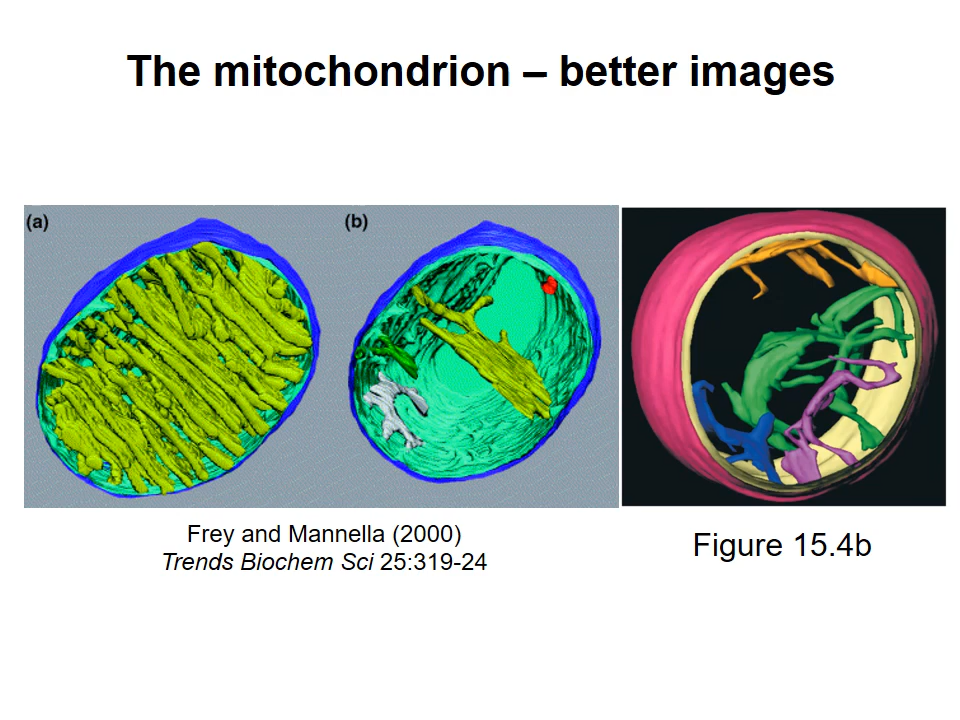 The mitochondrion – better images
(a)
(b)
Frey and Mannella (2000)
Trends Biochem Sci 25:319-24
Figure 15.4b